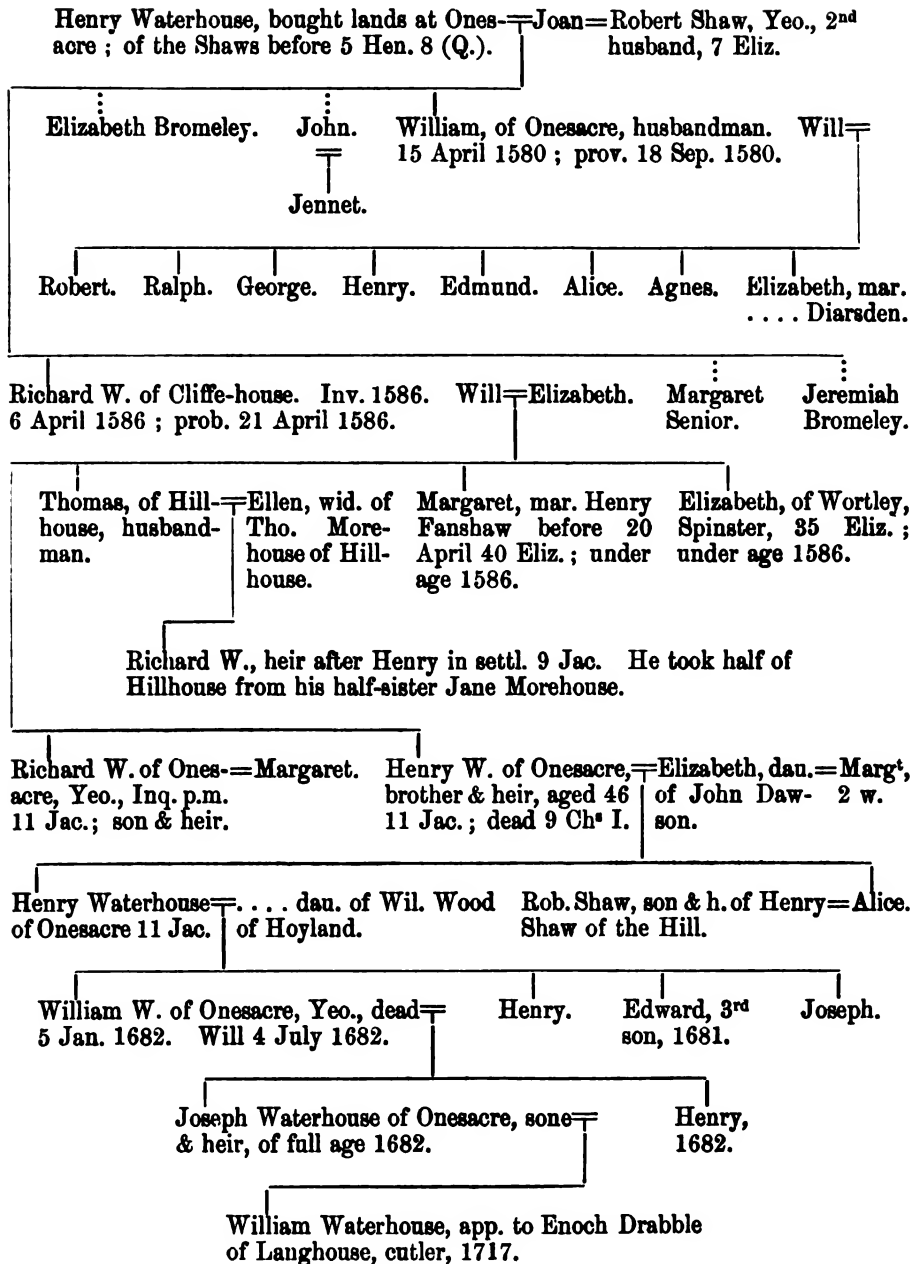 Henry Waterhouse, bought lands at Ones-=Joan=Robert Shaw, Yeo., 2nd
acre ; of the Shaws before 5 Hen. 8 (Q.). husband, 7 Eliz.
Elizabeth Bromeley. John. William, of Onesacre, husbandman. Will=
15 April 1580 ; prov. 18 Sep. 1580.
Jennet.
Robert. Ralph. George. Henry. Edmund. Alice. Agnes. Elizabeth, mar.
. . . . Diarsden.
Richard W. of Cliffe-house. Inv. 1586. Will=Elizabeth. Margaret Jeremiah
6 April 1586 ; prob. 21 April 1586. Senior. Bromeley.
Thomas, of Hill-=Ellen, wid. of Margaret, mar. Henry Elizabeth, of Wortley,
house, husband- Tho. More- Fanshaw before 20 Spinster, 35 Eliz. ;
man. house of Hill- April 40 Eliz. ; under under age 1586.
house. age 1586.
Richard W., heir after Henry in settl. 9 Jac. He took half of
Hillhouse from his half-sister Jane Morehouse.
Richard W. of Ones-=Margaret. Henry W. of Onesacre,=Elizabeth, dau.=Margt,
acre, Yeo., Inq. p.m. brother & heir, aged 46 of John Daw- 2 w.
11 Jac. ; son & heir. 11 Jac. ; dead 9 Chs I. son.
Henry Waterhouse=. . . . dau. of Wil. Wood Rob. Shaw, son & h. of Henry=Alice.
of Onesacre 11 Jac. of Hoyland. Shaw of the Hill.
William W. of Onesacre, Yeo., dead= Henry. Edward, 3rd Joseph.
5 Jan. 1682. Will 4 July 1682. son, 1681.
Joseph Waterhouse of Onesacre, sone= Henry,
& heir, of full age 1682. 1682.
William Waterhouse, app. to Enoch Drabble
of Langhouse, cutler, 1717.